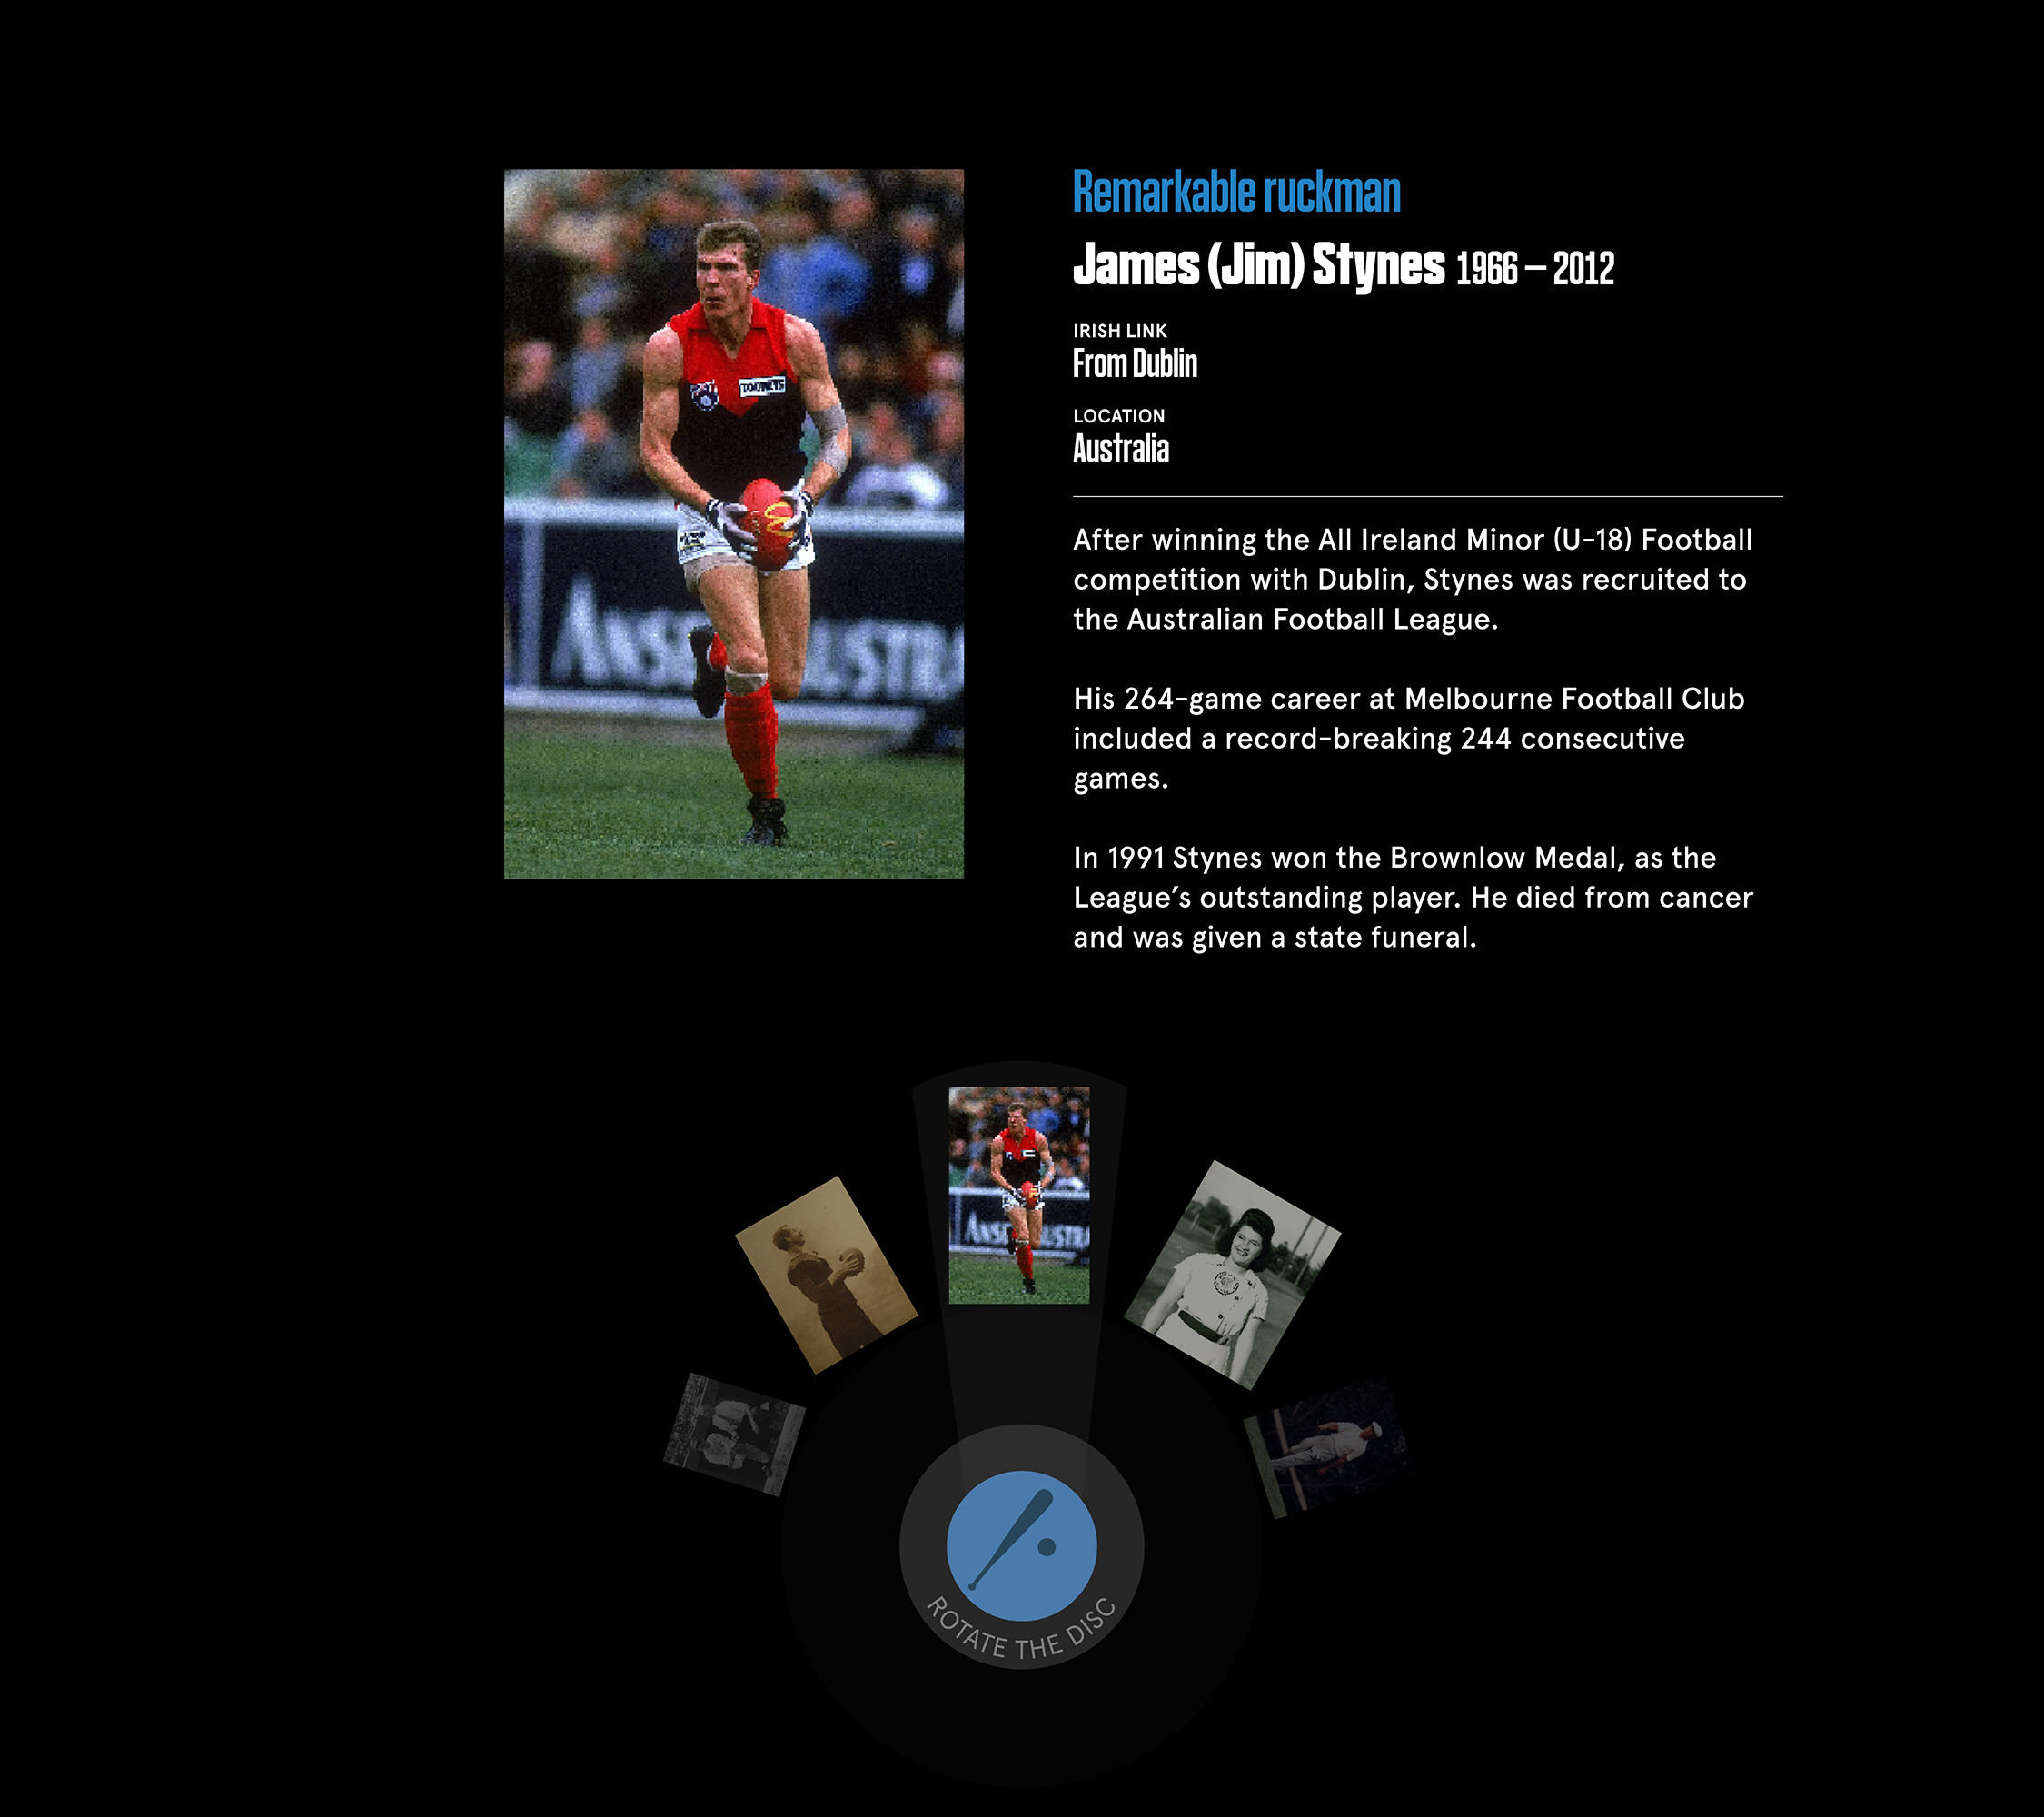 Remarkable ruckman
James (Jim) Stynes 1966 – 2012
IRISH LINK
From Dublin
LOCATION
Australia
After winning the All Ireland Minor (U-18) Football
competition with Dublin, Stynes was recruited to
the Australian Football League.
His 264-game career at Melbourne Football Club
included a record-breaking 244 consecutive
games.
In 1991 Stynes won the Brownlow Medal, as the
League's outstanding player. He died from cancer
and was given a state funeral.
ROTATE THE DISC